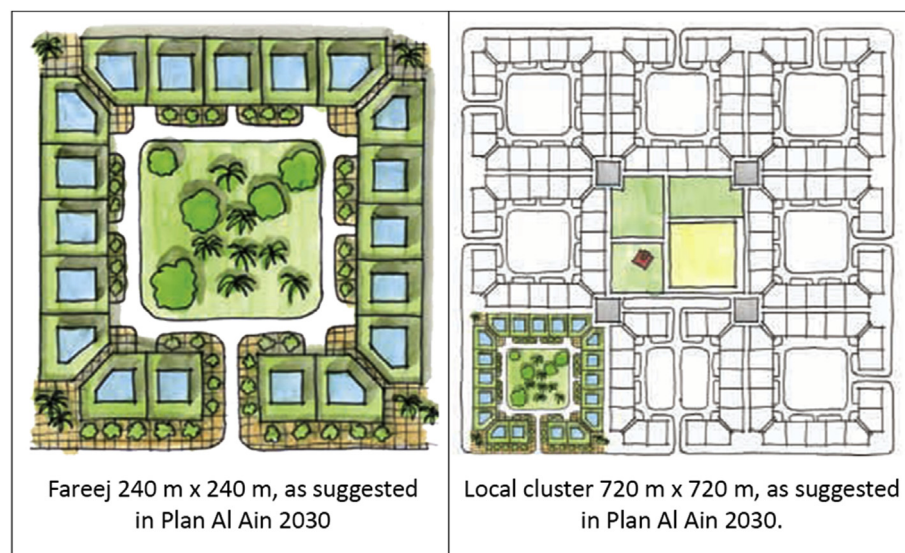 Fareej 240 m x 240 m, as suggested
in Plan Al Ain 2030
Local cluster 720 m x 720 m, as suggested
in Plan Al Ain 2030.